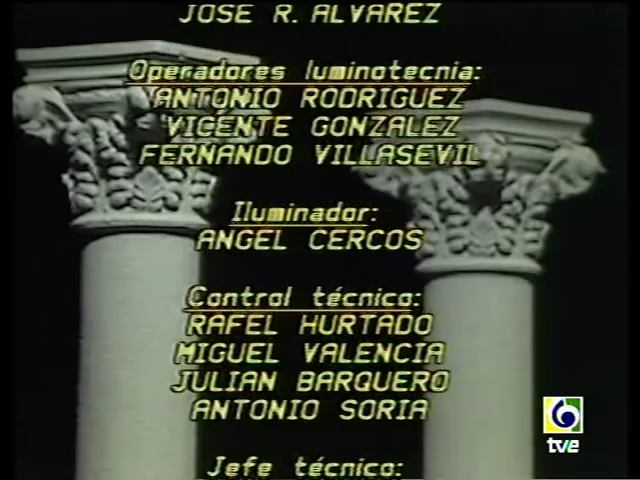 JOSE R. ALVAREZ
Operadores luminotecnia:
ANTONIO RODRIGUEZ
VICENTE GONZALEZ
FERNANDO VILLASEVIL
Iluminador:
ANGEL CERCOS
Control técnico:
RAFEL HURTADO
MIGUEL VALENCIA
JULIAN BARQUERO
ANTONIO SORIA
Jefe técnico:
tve